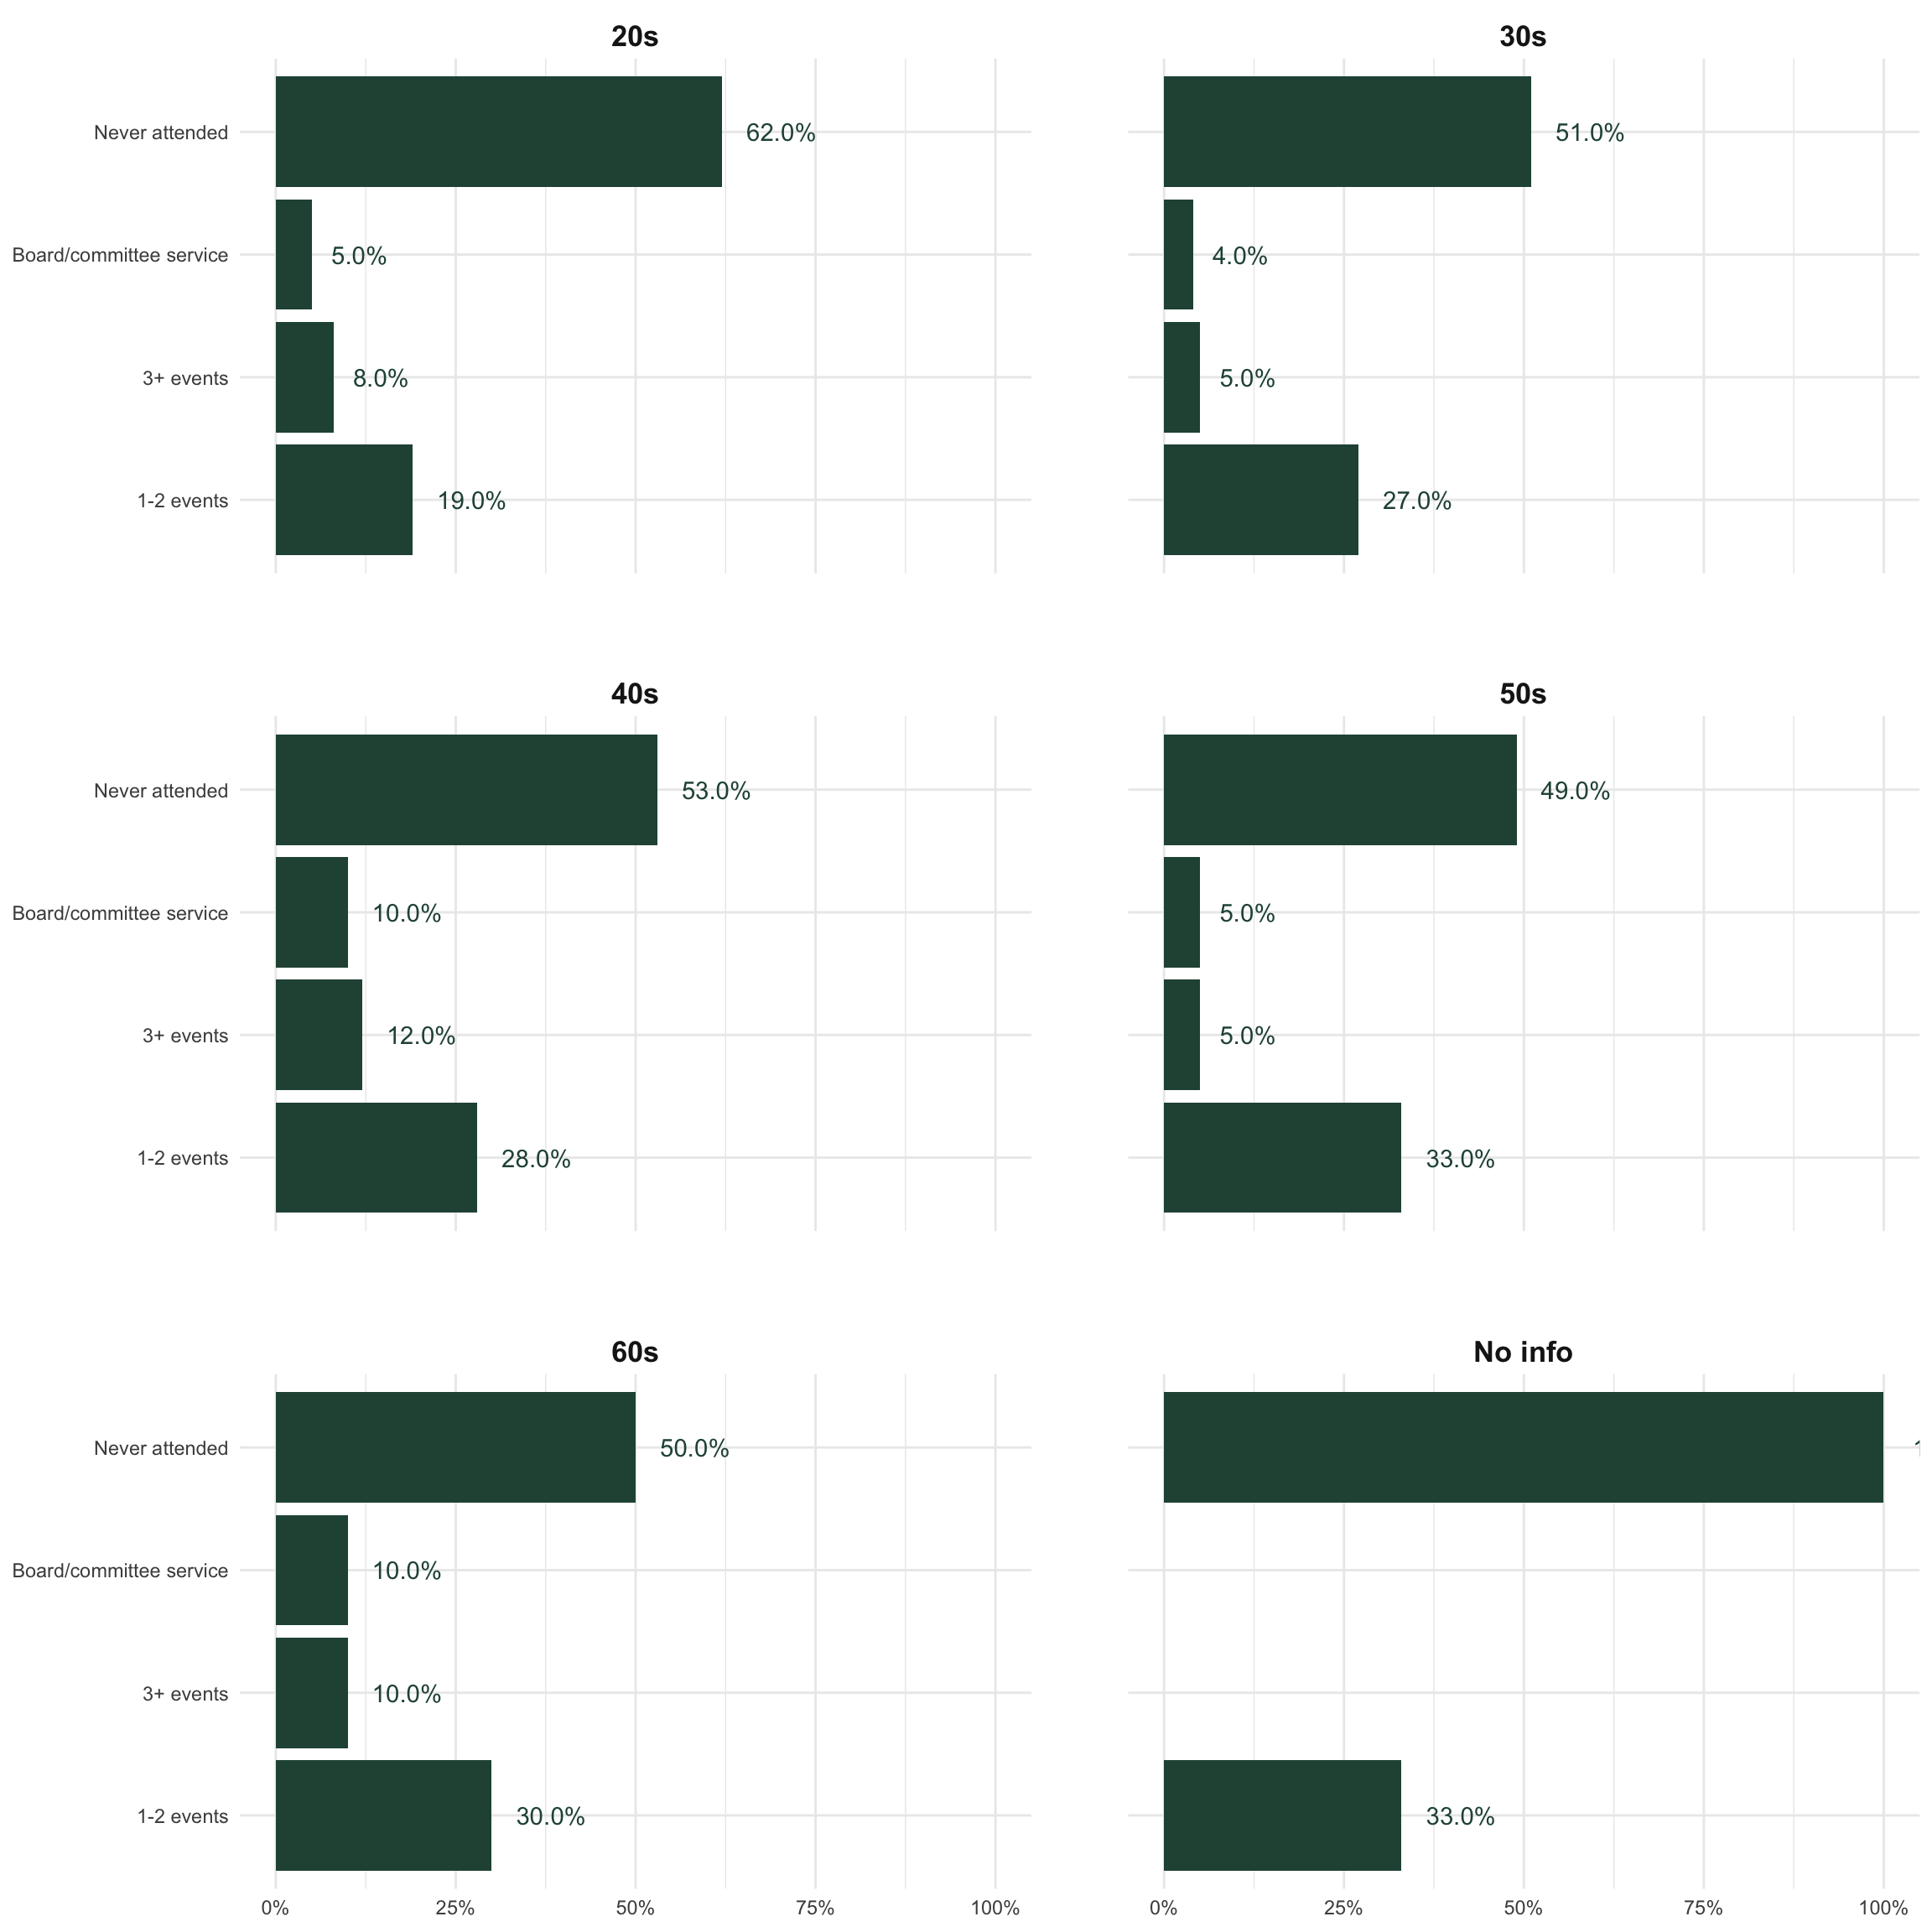 20s
30s
Never attended
62.0%
51.0%
Board/committee service
5.0%
4.0%
3+ events
8.0%
5.0%
1-2 events
19.0%
27.0%
40s
50s
Never attended
53.0%
49.0%
Board/committee service
10.0%
5.0%
3+ events
12.0%
5.0%
1-2 events
28.0%
33.0%
60s
No info
Never attended
50.0%
Board/committee service
10.0%
3+ events
10.0%
1-2 events
30.0%
33.0%
0%
25%
50%
75%
100%
0%
25%
50%
75%
100%